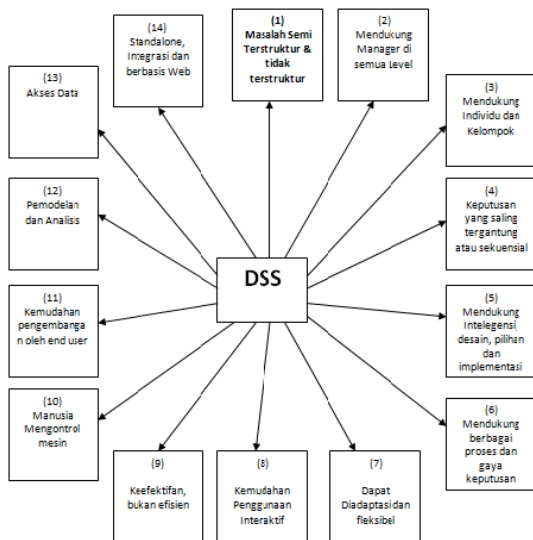 (1)
Masalah Semi
Terstruktur &
tidak
terstruktur
(2)
Mendukung
Manager di
semua Level
(3)
Mendukung
Individu dan
Kelompok
(4)
Keputusan
yang saling
tergantung
atau sekuensial
(5)
Mendukung
Intelegensi,
desain, pilihan
dan
implementasi
(6)
Mendukung
berbagai
proses dan
gaya
keputusan
(7)
Dapat
Diadaptasi dan
fleksibel
(8)
Kemudahan
Penggunaan
Interaktif
(9)
Keefektifan,
bukan efisien
(10)
Manusia
Mengontrol
mesin
(11)
Kemudahan
pengembanga
n oleh end user
(12)
Pemodelan
dan Analisis
(13)
Akses Data
(14)
Standalone,
Integrasi dan
berbasis Web
DSS